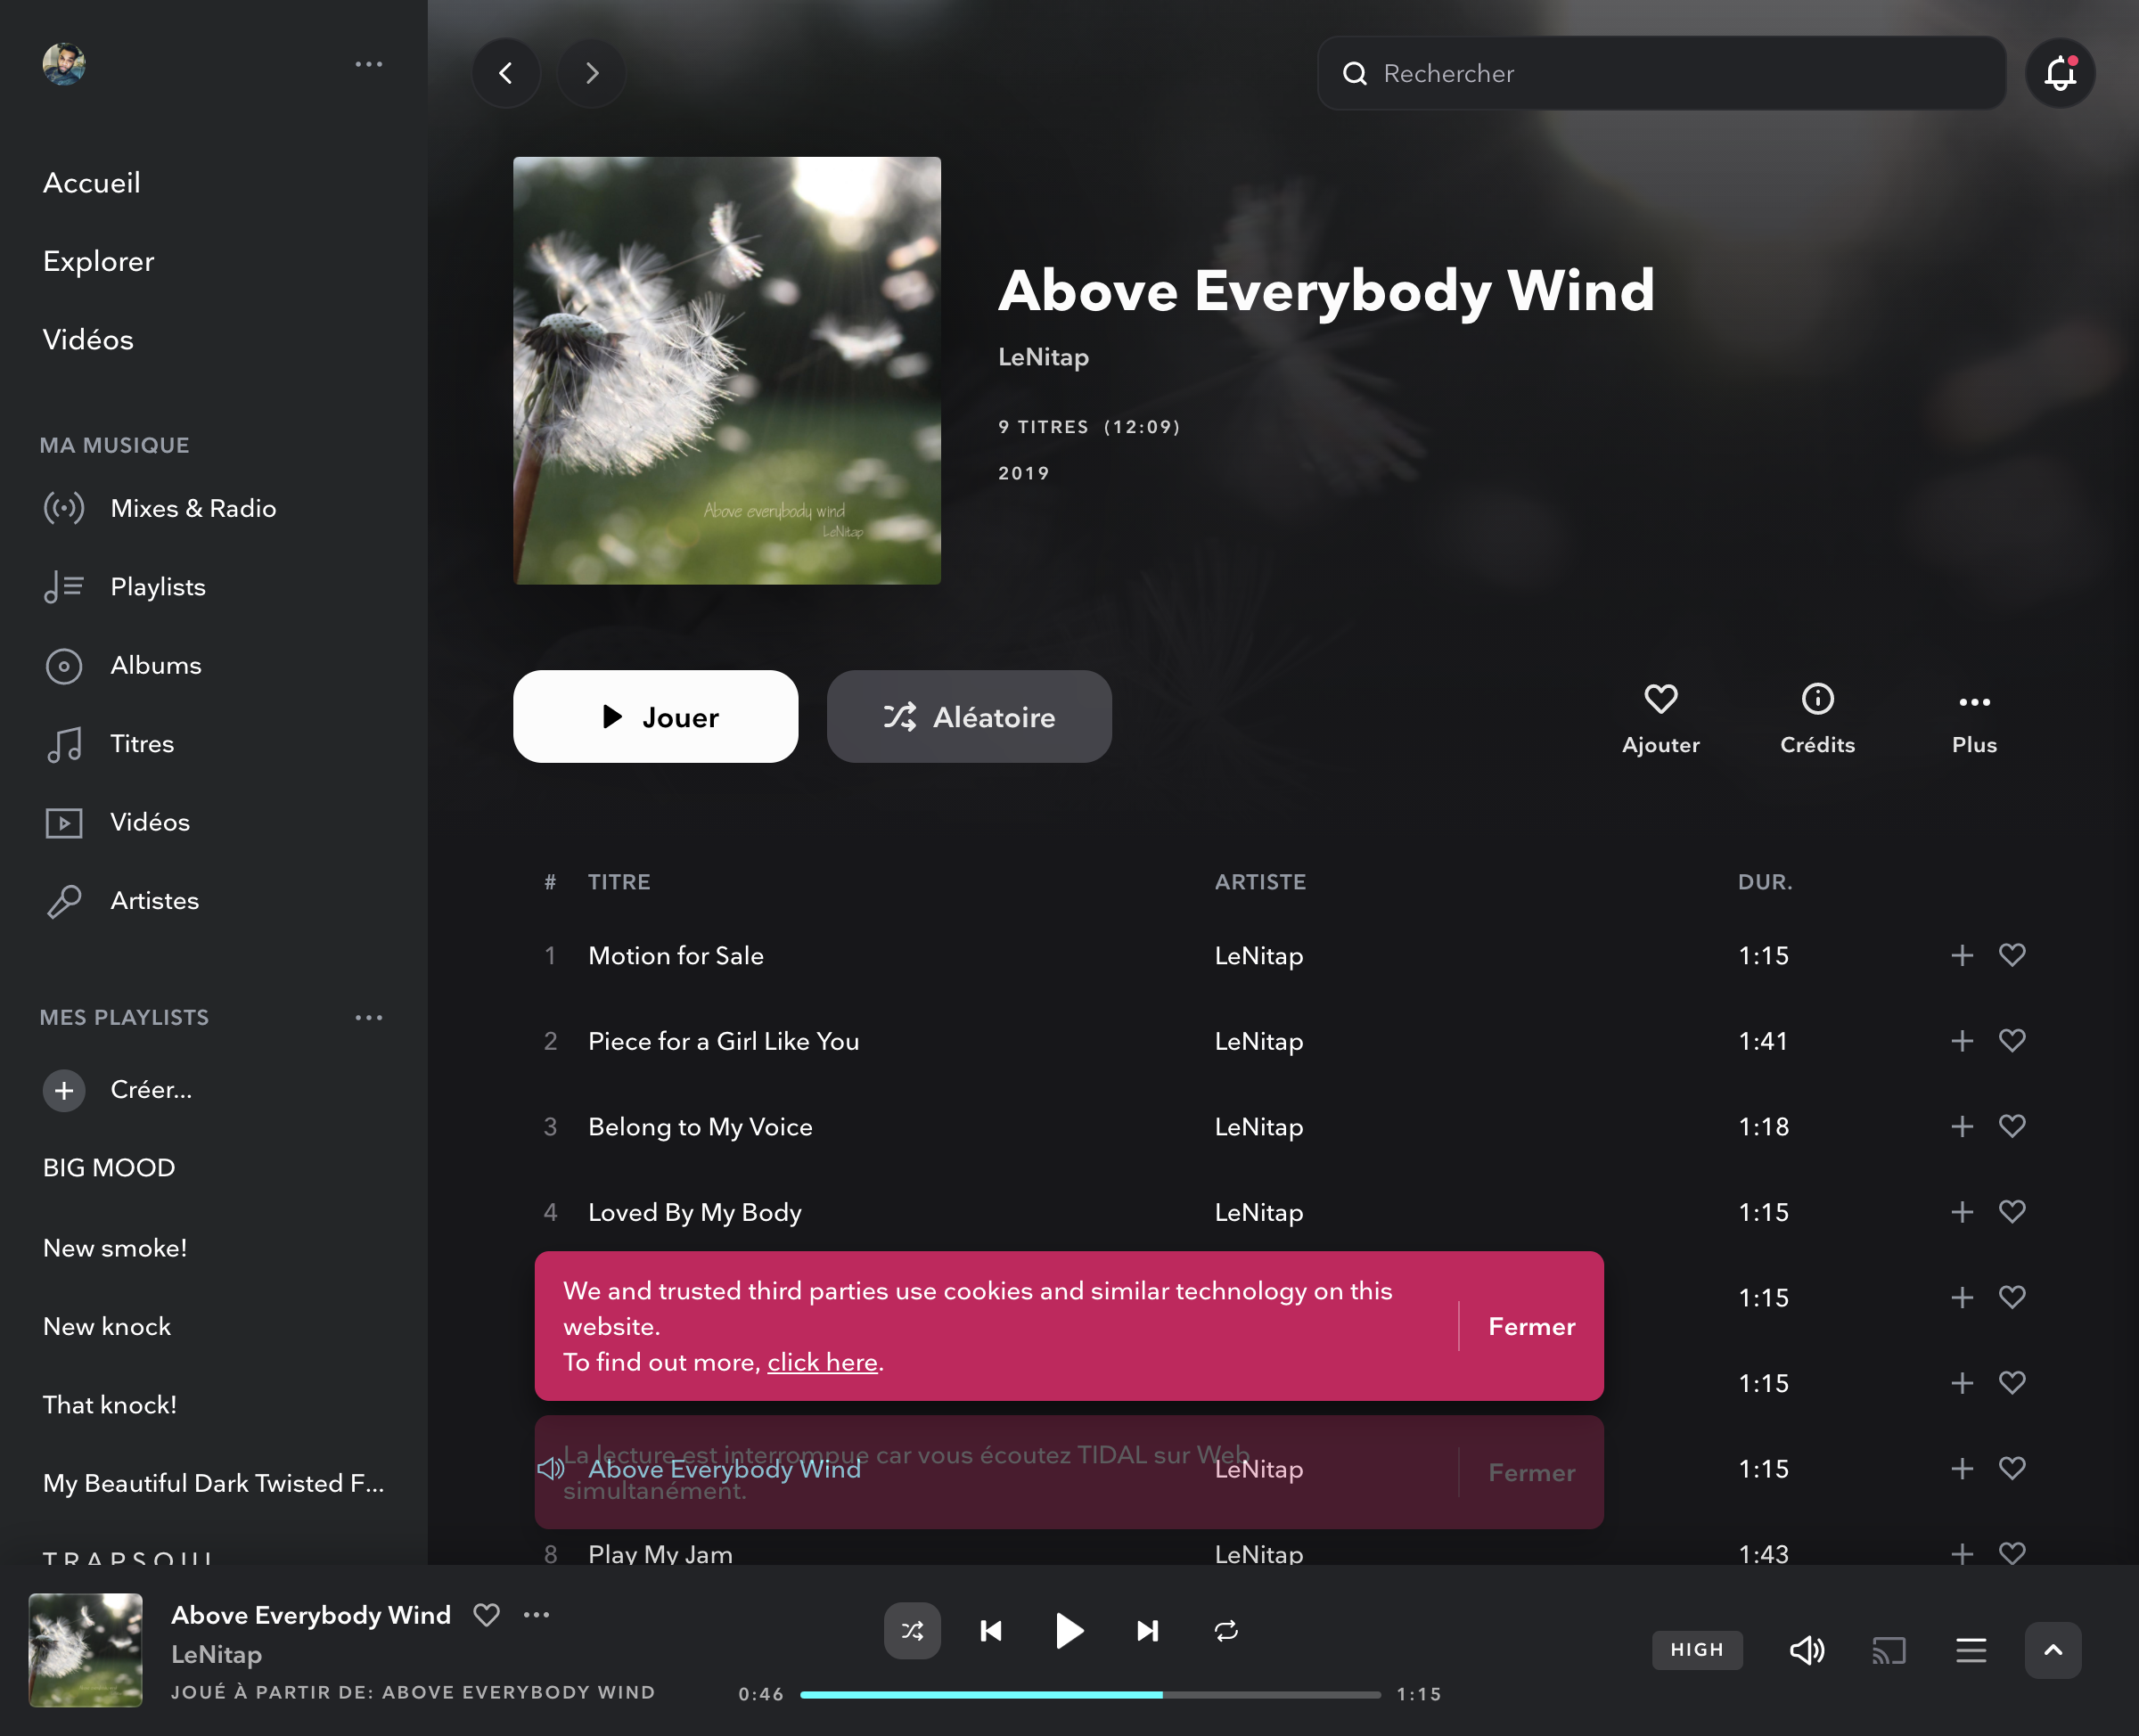 Rechercher
Accueil
Explorer
Vidéos
MA MUSIQUE
Mixes & Radio
Playlists
Albums
Titres
Vidéos
Artistes
MES PLAYLISTS
Créer...
BIG MOOD
New smoke!
New knock
That knock!
My Beautiful Dark Twisted F...
TRAPSOUL
Above everybody wind
LeNitap
Above Everybody Wind
LeNitap
9 TITRES (12:09)
2019
Jouer
Aléatoire
Ajouter
Crédits
Plus
# TITRE ARTISTE DUR.
1 Motion for Sale LeNitap 1:15
2 Piece for a Girl Like You LeNitap 1:41
3 Belong to My Voice LeNitap 1:18
4 Loved By My Body LeNitap 1:15
We and trusted third parties use cookies and similar technology on this
website.
To find out more, click here.
Fermer
1:15
1:15
La lecture est interrompue car vous écoutez TIDAL sur Web
simultanément.
Fermer
Above Everybody Wind LeNitap 1:15
8 Play My Jam LeNitap 1:43
Above Everybody Wind
LeNitap
JOUÉ À PARTIR DE: ABOVE EVERYBODY WIND
0:46
1:15
HIGH